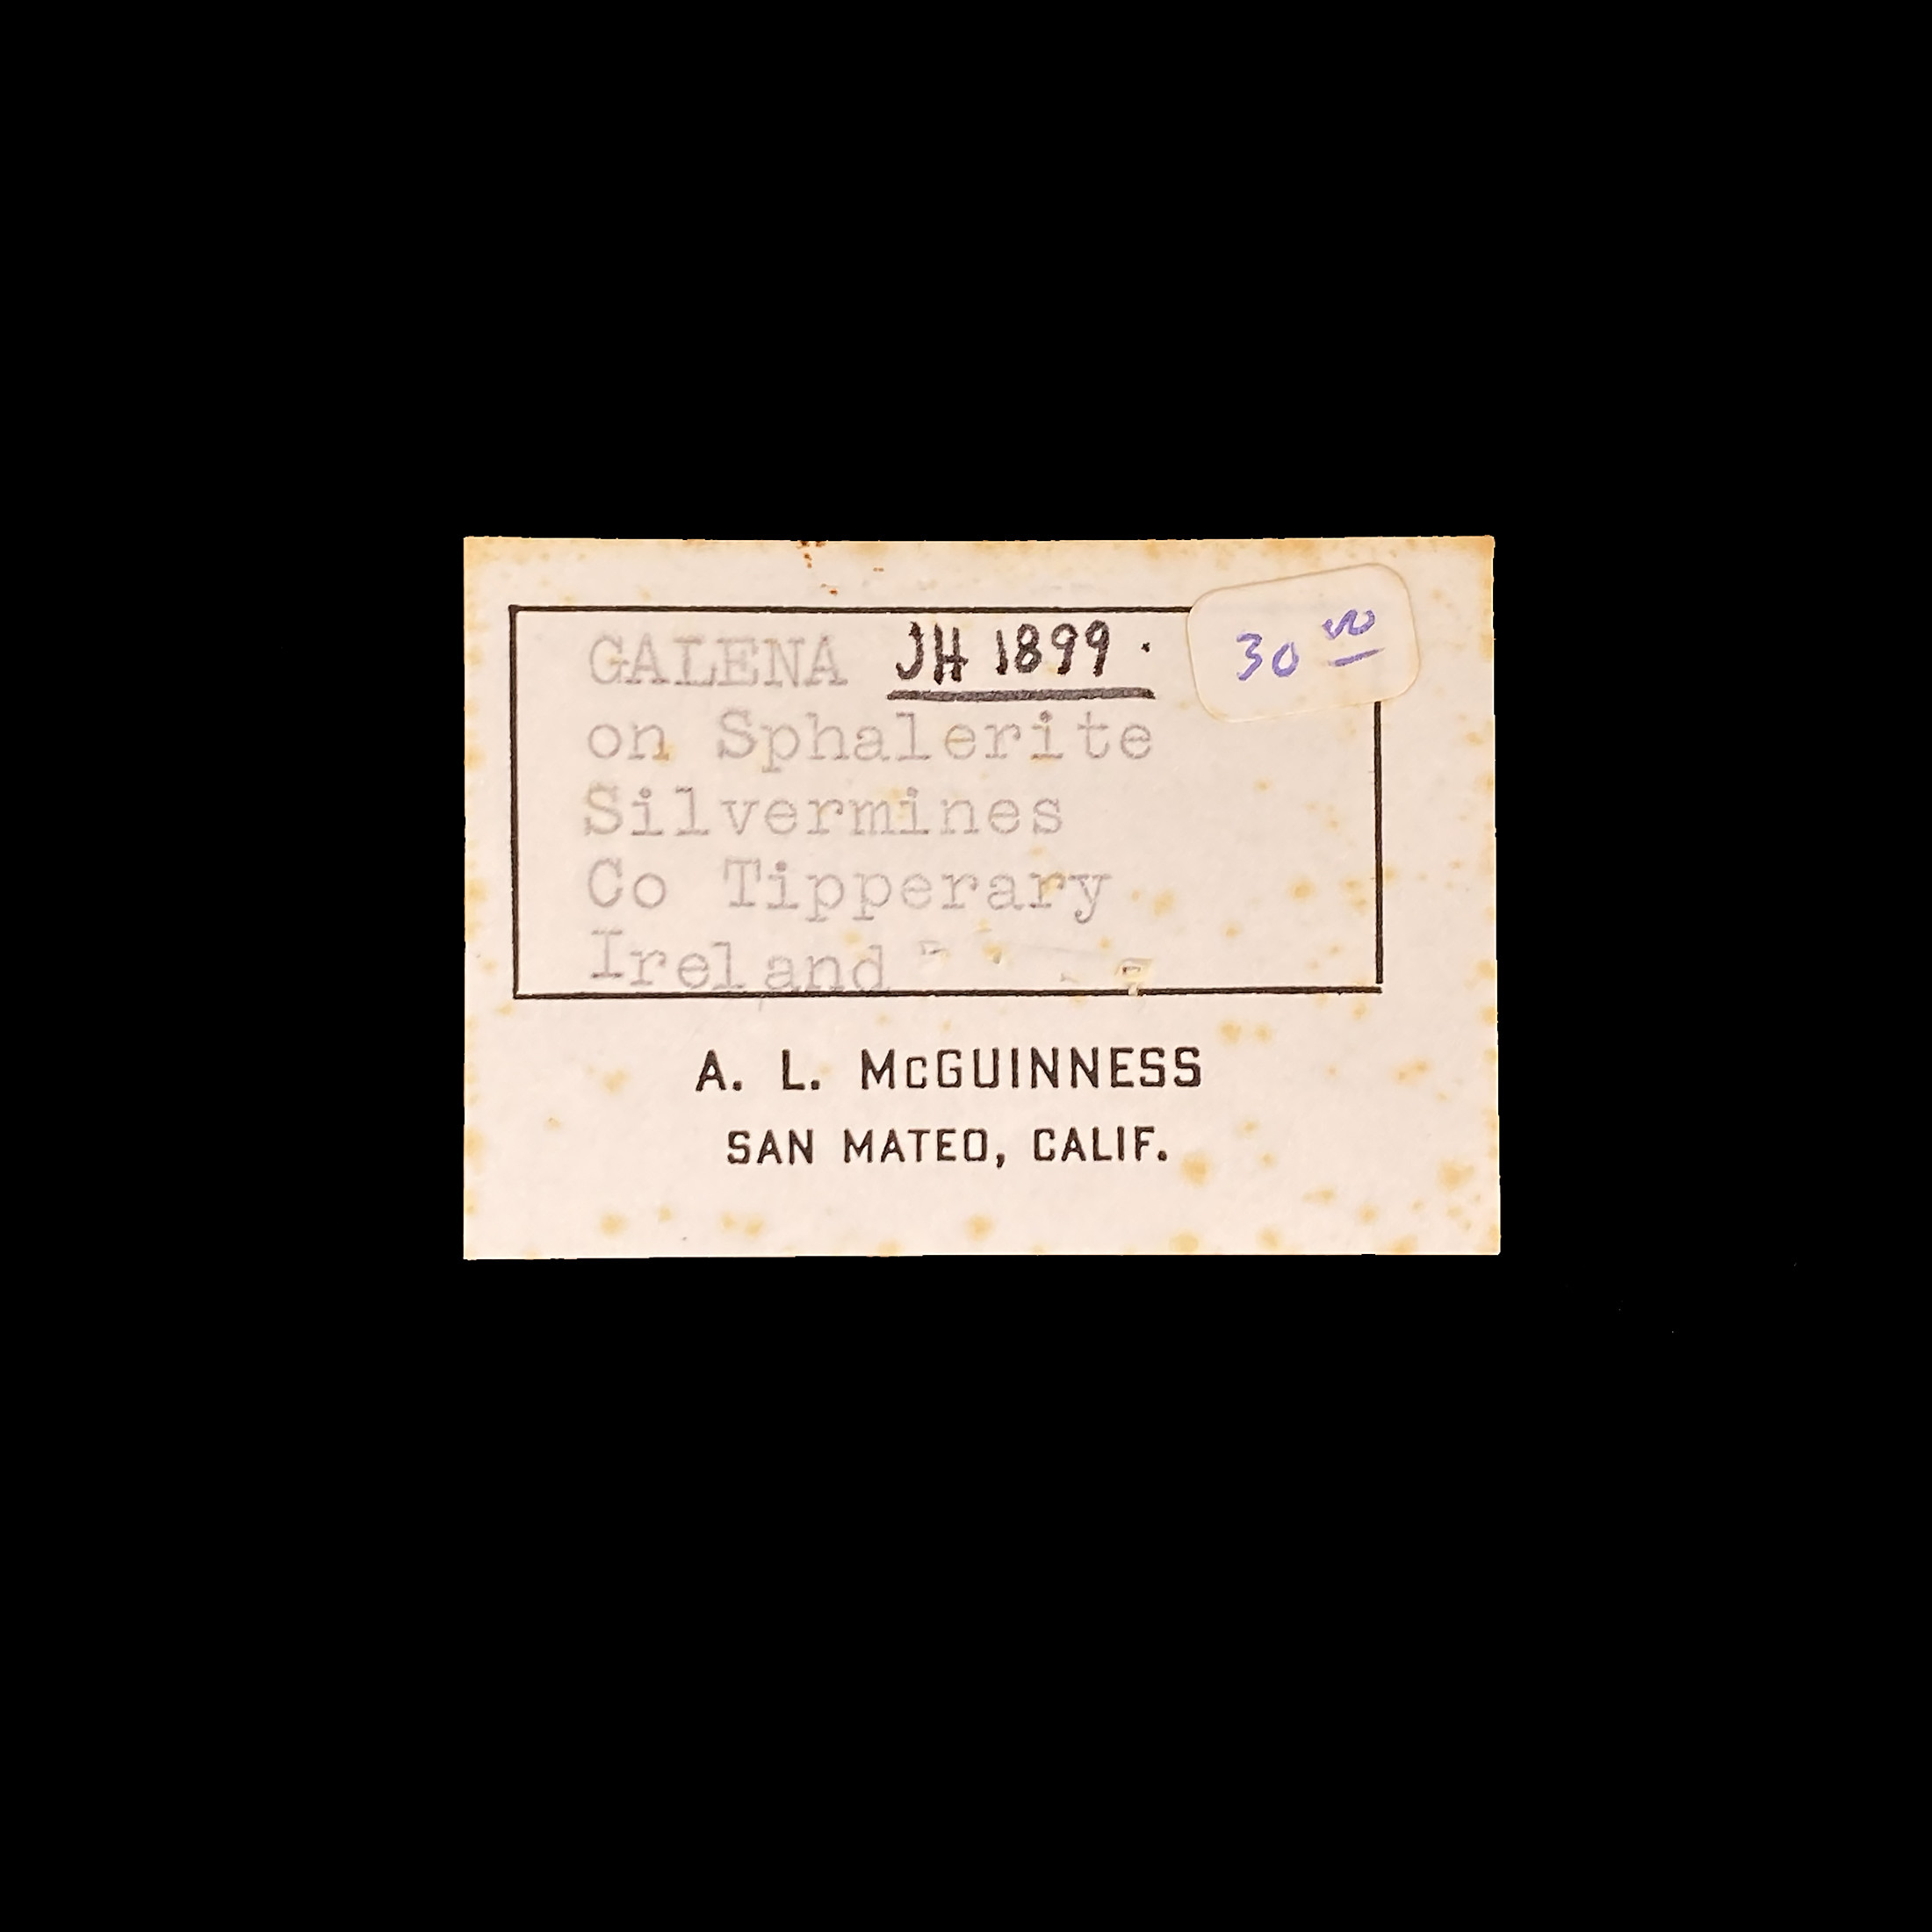 GALENA JH 1899. 30 00
on Sphalerite
Silvermines
Co Tipperary
Ireland
A. L. McGUINNESS
SAN MATEO, CALIF.